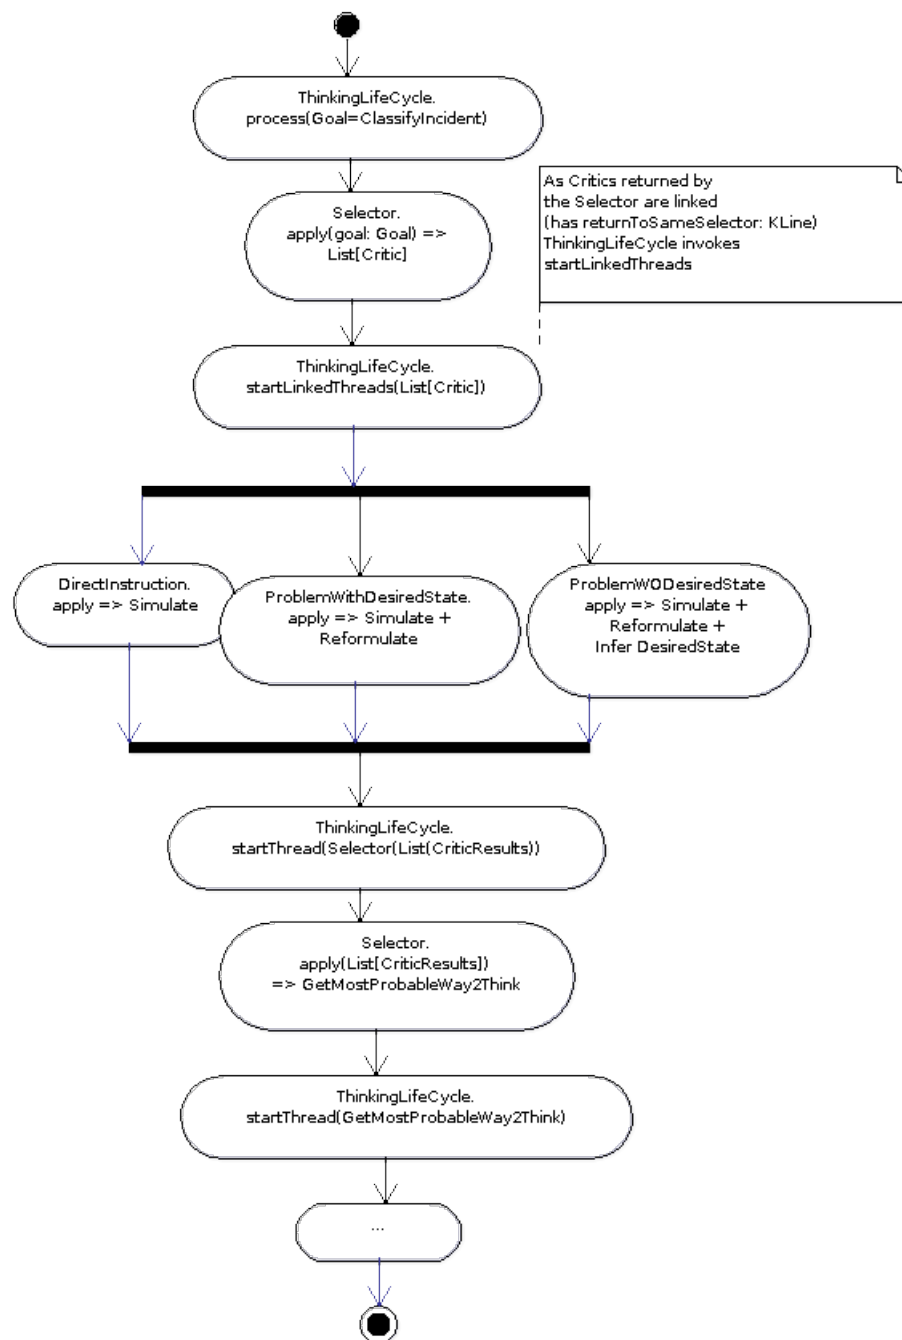 ThinkingLifeCycle.
process(Goal=ClassifyIncident)
As Critics returned by
the Selector are linked
(has returnToSameSelector: KLine)
ThinkingLifeCycle invokes
startLinkedThreads
Selector.
apply(goal: Goal) =>
List[Critic]
ThinkingLifeCycle.
startLinkedThreads(List[Critic])
DirectInstruction.
apply => Simulate
ProblemWithDesiredState.
apply => Simulate +
Reformulate
ProblemWODesiredState
apply => Simulate +
Reformulate +
Infer DesiredState
ThinkingLifeCycle.
startThread(Selector(List(CriticResults))
Selector.
apply(List[CriticResults])
=> GetMostProbableWay2Think
ThinkingLifeCycle.
startThread(GetMostProbableWay2Think)
...